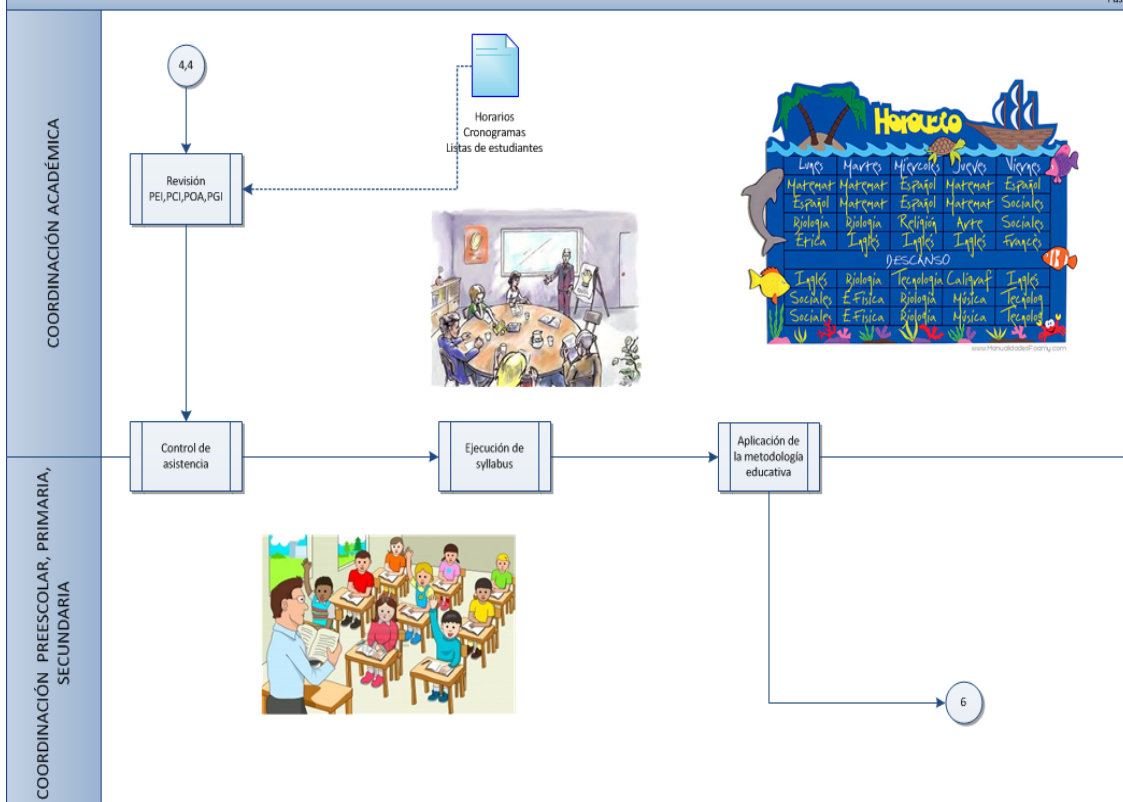 COORDINACIÓN ACADÉMICA
4,4
Horarios
Cronogramas
Listas de estudiantes
Revisión
PEI,PCI,POA,PGI
Horario
Lunes Martes Miércoles Jueves Viernes
Matemat Matemat Español Matemat Español
Español Matemat Español Matemat Sociales
Biología Biología Religión Arte Sociales
Ética Inglés Inglés Inglés Francés
DESCANSO
Inglés Biología Tecnología Caligraf Inglés
Sociales E Física Biología Música Tecnolog
Sociales E Física Biología Música Tecnolog
www.ManualidadesFoamy.com
Control de
asistencia
Ejecución de
syllabus
Aplicación de
la metodología
educativa
COORDINACIÓN PREESCOLAR, PRIMARIA,
SECUNDARIA
6